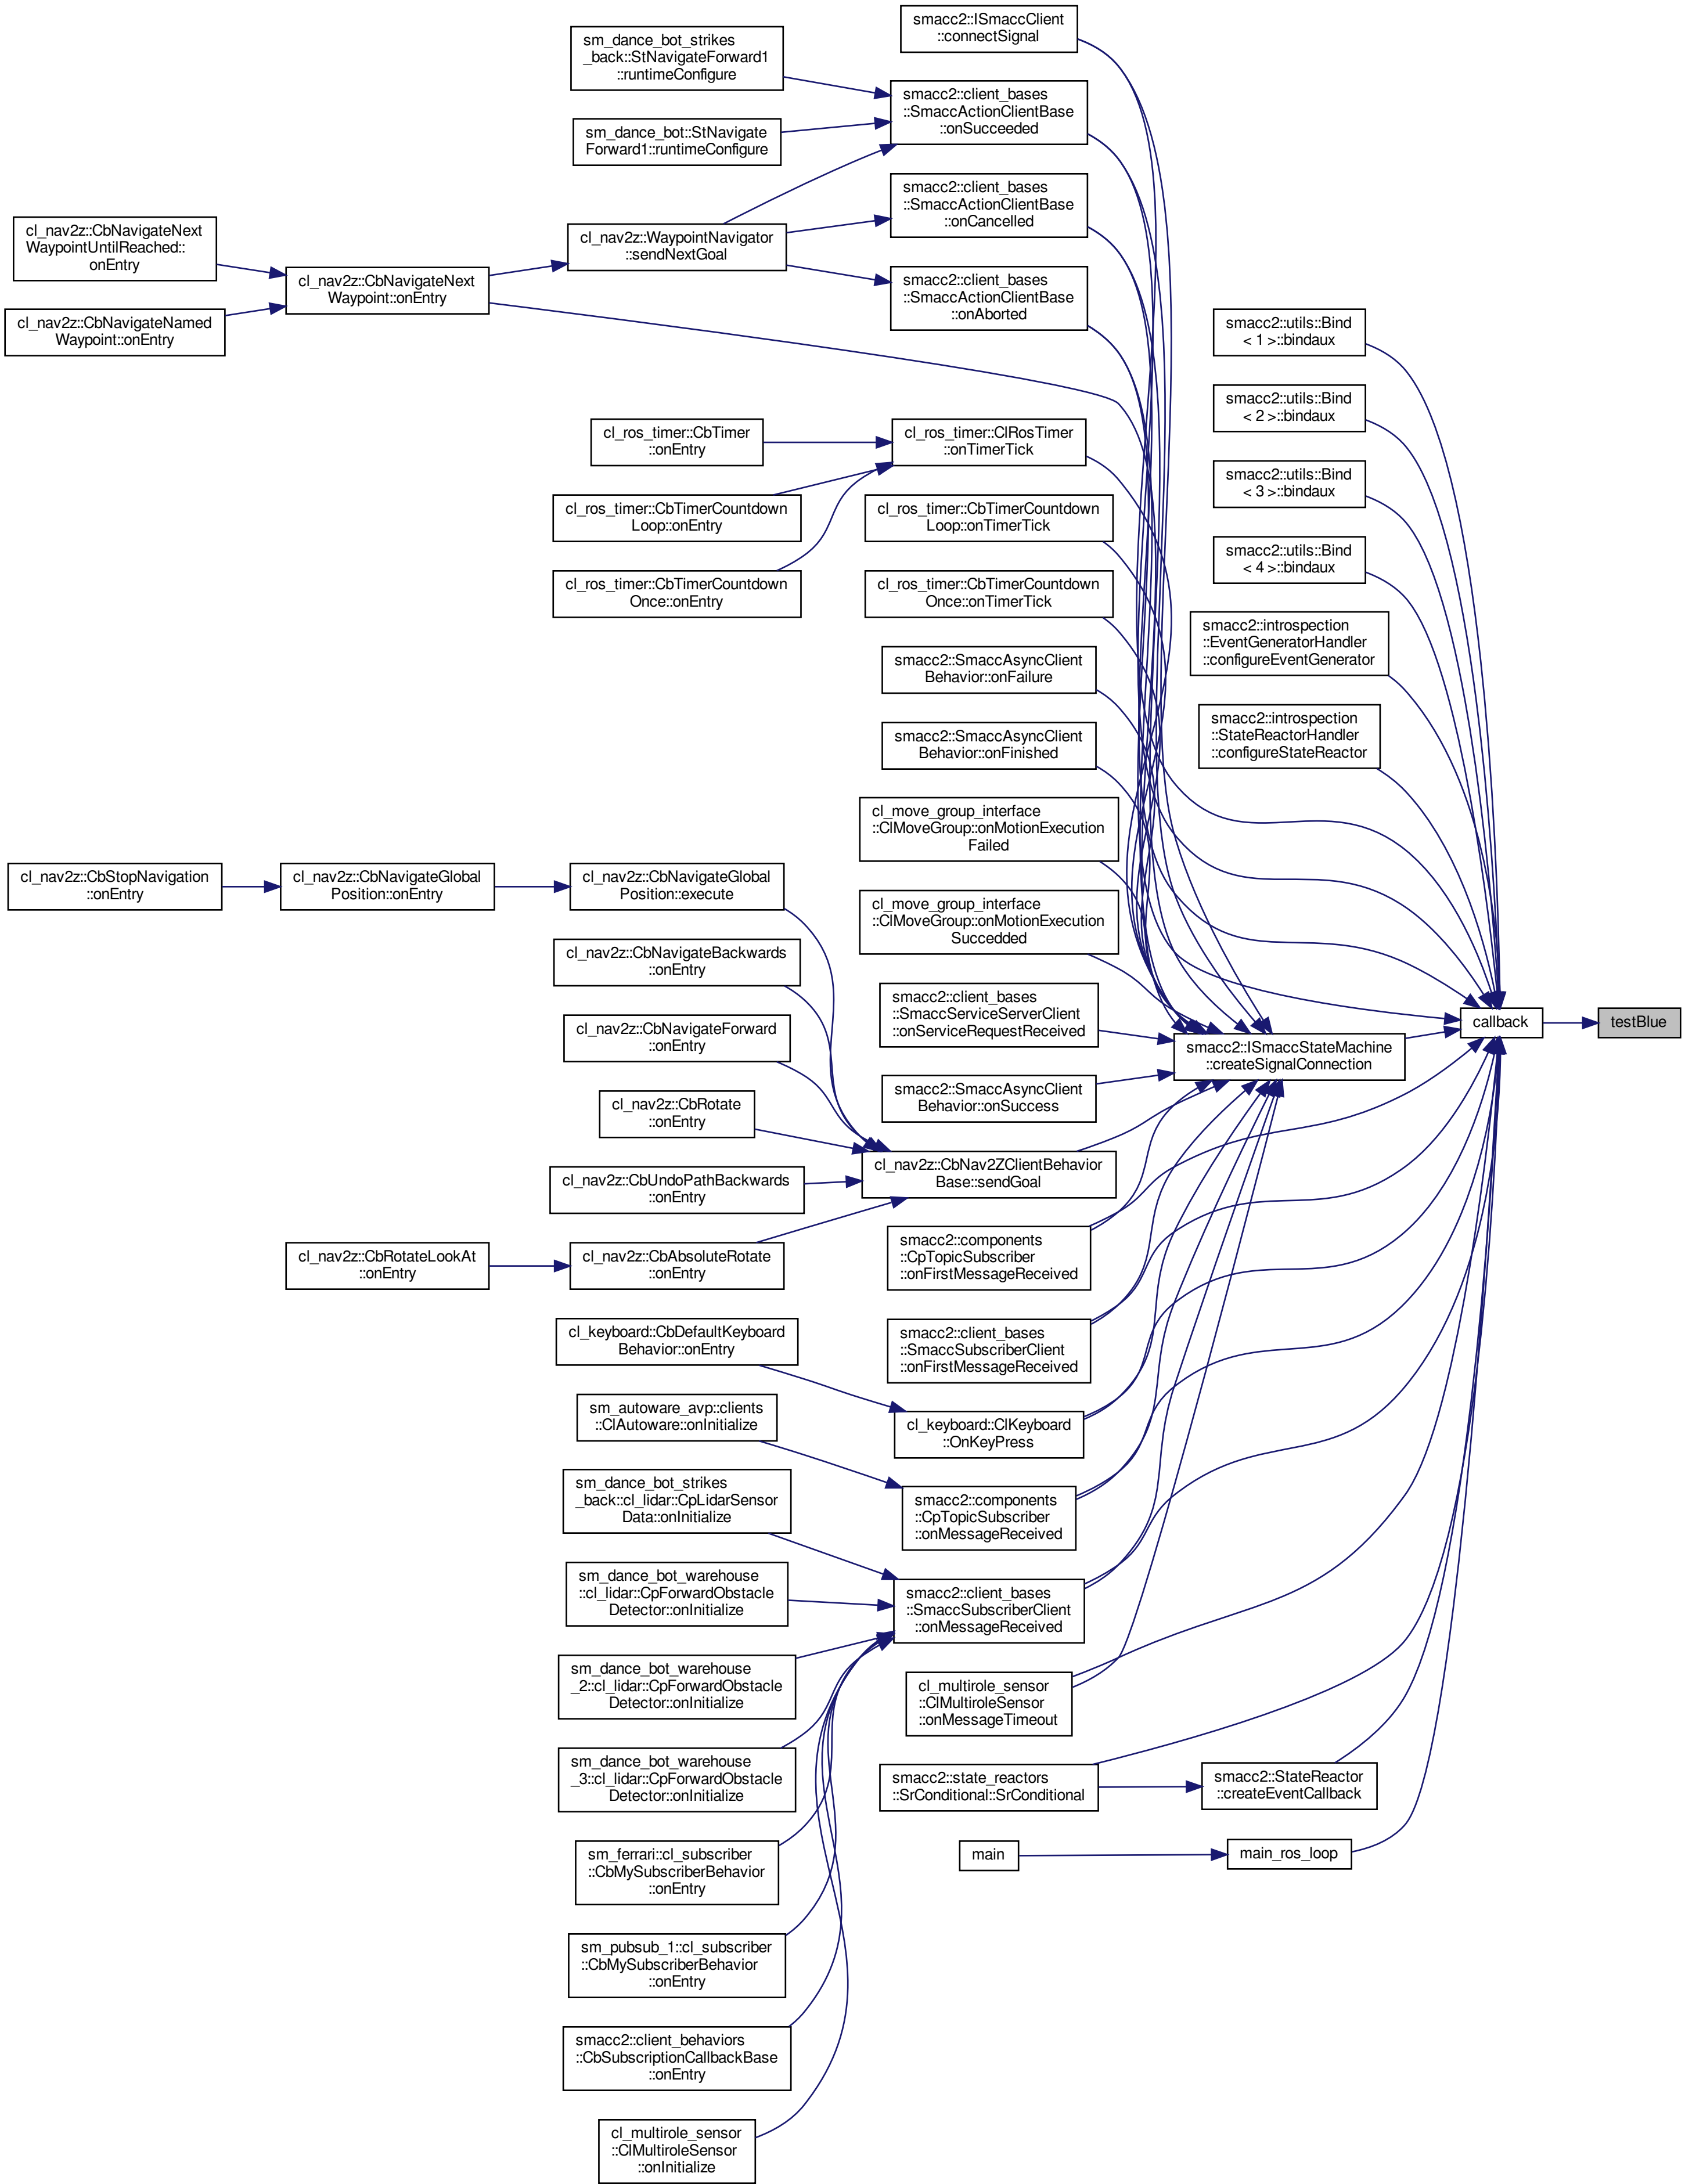 smacc2::ISmaccClient
::connectSignal
sm_dance_bot_strikes
_back::StNavigateForward1
::runtimeConfigure
smacc2::client_bases
::SmaccActionClientBase
::onSucceeded
sm_dance_bot::StNavigate
Forward1::runtimeConfigure
smacc2::client_bases
::SmaccActionClientBase
::onCancelled
cl_nav2z::CbNavigateNext
WaypointUntilReached::
onEntry
cl_nav2z::WaypointNavigator
::sendNextGoal
cl_nav2z::CbNavigateNext
Waypoint::onEntry
smacc2::client_bases
::SmaccActionClientBase
::onAborted
cl_nav2z::CbNavigateNamed
Waypoint::onEntry
smacc2::utils::Bind
< 1 >::bindaux
smacc2::utils::Bind
< 2 >::bindaux
cl_ros_timer::CbTimer
::onEntry
cl_ros_timer::ClRosTimer
::onTimerTick
smacc2::utils::Bind
< 3 >::bindaux
cl_ros_timer::CbTimerCountdown
Loop::onEntry
cl_ros_timer::CbTimerCountdown
Loop::onTimerTick
smacc2::utils::Bind
< 4 >::bindaux
cl_ros_timer::CbTimerCountdown
Once::onEntry
cl_ros_timer::CbTimerCountdown
Once::onTimerTick
smacc2::introspection
::EventGeneratorHandler
::configureEventGenerator
smacc2::SmaccAsyncClient
Behavior::onFailure
smacc2::introspection
::StateReactorHandler
::configureStateReactor
smacc2::SmaccAsyncClient
Behavior::onFinished
cl_move_group_interface
::ClMoveGroup::onMotionExecution
Failed
cl_nav2z::CbStopNavigation
::onEntry
cl_nav2z::CbNavigateGlobal
Position::onEntry
cl_nav2z::CbNavigateGlobal
Position::execute
cl_move_group_interface
::ClMoveGroup::onMotionExecution
Succedded
cl_nav2z::CbNavigateBackwards
::onEntry
smacc2::client_bases
::SmaccServiceServerClient
::onServiceRequestReceived
callback
testBlue
cl_nav2z::CbNavigateForward
::onEntry
smacc2::ISmaccStateMachine
::createSignalConnection
smacc2::SmaccAsyncClient
Behavior::onSuccess
cl_nav2z::CbRotate
::onEntry
cl_nav2z::CbNav2ZClientBehavior
Base::sendGoal
cl_nav2z::CbUndoPathBackwards
::onEntry
smacc2::components
::CpTopicSubscriber
::onFirstMessageReceived
cl_nav2z::CbRotateLookAt
::onEntry
cl_nav2z::CbAbsoluteRotate
::onEntry
cl_keyboard::CbDefaultKeyboard
Behavior::onEntry
smacc2::client_bases
::SmaccSubscriberClient
::onFirstMessageReceived
sm_autoware_avp::clients
::ClAutoware::onInitialize
cl_keyboard::ClKeyboard
::OnKeyPress
sm_dance_bot_strikes
_back::cl_lidar::CpLidarSensor
Data::onInitialize
smacc2::components
::CpTopicSubscriber
::onMessageReceived
sm_dance_bot_warehouse
::cl_lidar::CpForwardObstacle
Detector::onInitialize
smacc2::client_bases
::SmaccSubscriberClient
::onMessageReceived
sm_dance_bot_warehouse
_2::cl_lidar::CpForwardObstacle
Detector::onInitialize
cl_multirole_sensor
::ClMultiroleSensor
::onMessageTimeout
sm_dance_bot_warehouse
_3::cl_lidar::CpForwardObstacle
Detector::onInitialize
smacc2::state_reactors
::SrConditional::SrConditional
smacc2::StateReactor
::createEventCallback
sm_ferrari::cl_subscriber
::CbMySubscriberBehavior
::onEntry
main
main_ros_loop
sm_pubsub_1::cl_subscriber
::CbMySubscriberBehavior
::onEntry
smacc2::client_behaviors
::CbSubscriptionCallbackBase
::onEntry
cl_multirole_sensor
::ClMultiroleSensor
::onInitialize